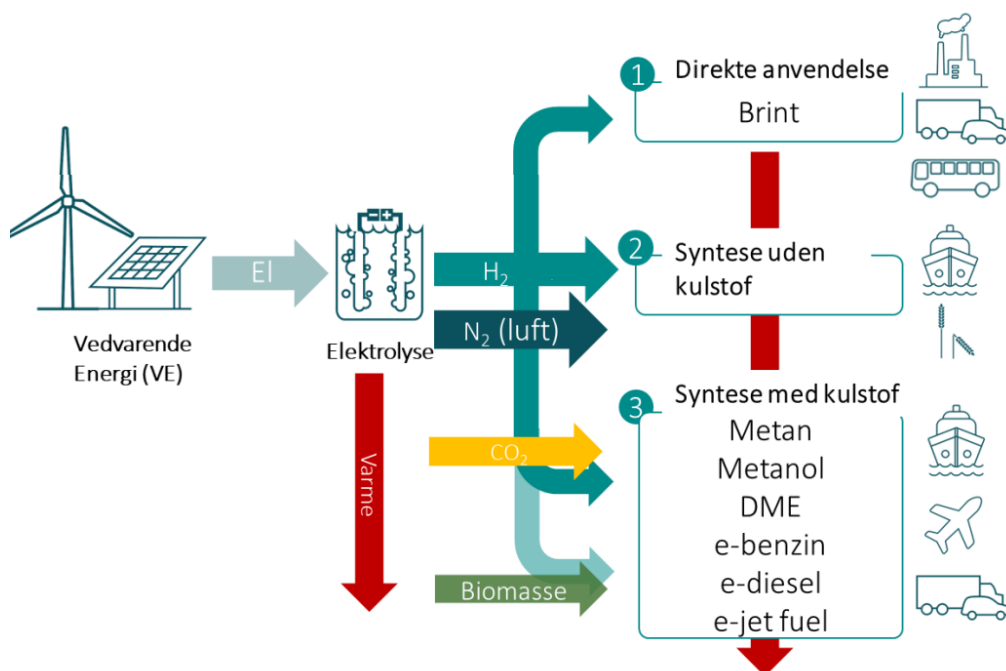 1
Direkte anvendelse
Brint
El
H₂
2
Syntese uden
kulstof
N₂ (luft)
Vedvarende
Energi (VE)
Elektrolyse
Varme
3
Syntese med kulstof
CO₂
Metan
Metanol
DME
e-benzin
Biomasse
e-diesel
e-jet fuel